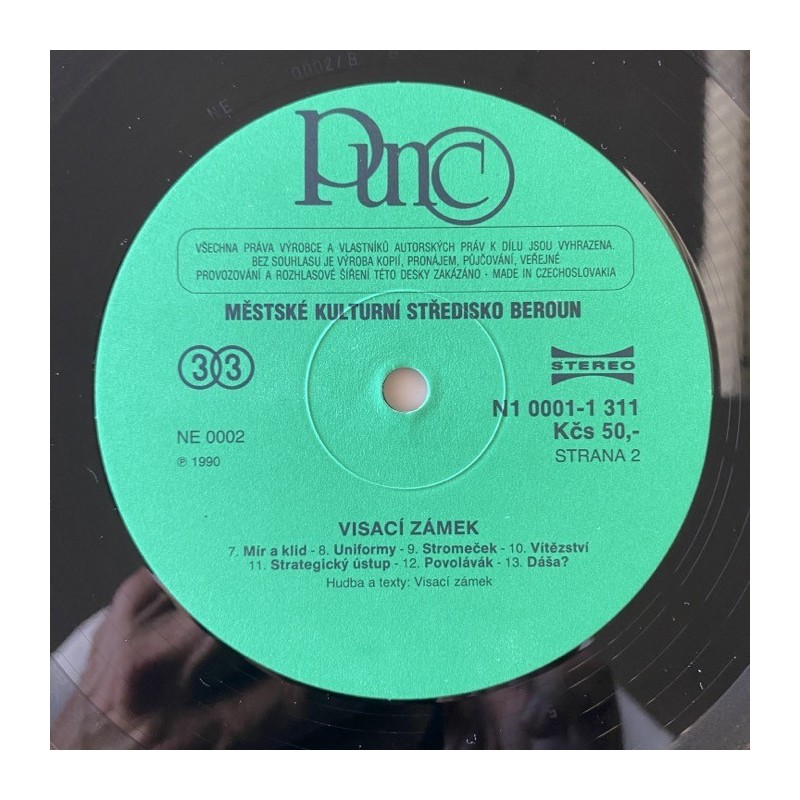 NE 0002/B
Punc
VŠECHNA PRÁVA VÝROBCE A VLASTNÍKŮ AUTORSKÝCH PRÁV K DÍLU JSOU VYHRAZENA.
BEZ SOUHLASU JE VÝROBA KOPIÍ, PRONÁJEM, PŮJČOVÁNÍ, VEŘEJNÉ
PROVOZOVÁNÍ A ROZHLASOVÉ ŠÍŘENÍ TÉTO DESKY ZAKÁZÁNO - MADE IN CZECHOSLOVAKIA
MĚSTSKÉ KULTURNÍ STŘEDISKO BEROUN
33
STEREO
N1 0001-1 311
Kčs 50,-
STRANA 2
NE 0002
℗ 1990
VISACÍ ZÁMEK
7. Mír a klid - 8. Uniformy - 9. Stromeček - 10. Vítězství
11. Strategický ústup - 12. Povolávák - 13. Dáša?
Hudba a texty: Visací zámek